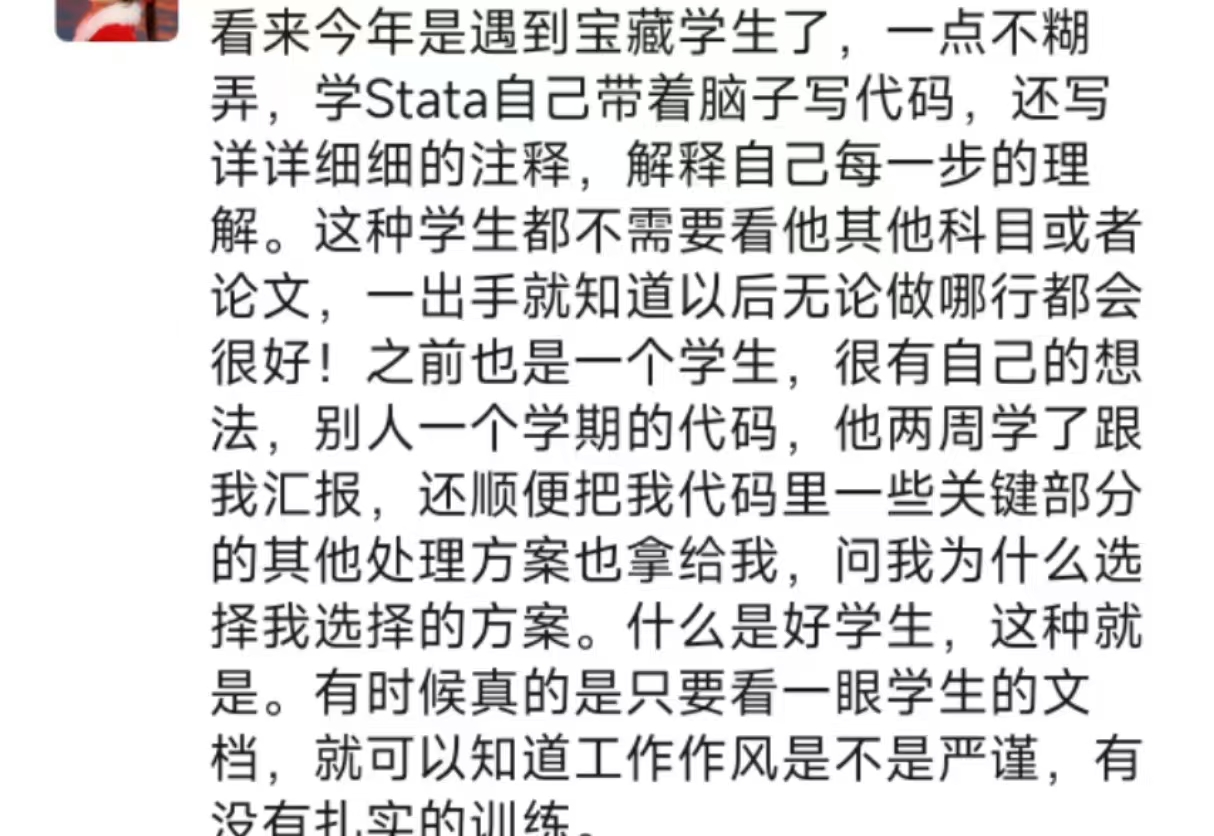 看来今年是遇到宝藏学生了，一点不糊
弄，学Stata自己带着脑子写代码，还写
详详细细的注释，解释自己每一步的理
解。这种学生都不需要看他其他科目或者
论文，一出手就知道以后无论做哪行都会
很好！之前也是一个学生，很有自己的想
法，别人一个学期的代码，他两周学了跟
我汇报，还顺便把我代码里一些关键部分
的其他处理方案也拿给我，问我为什么选
择我选择的方案。什么是好学生，这种就
是。有时候真的是只要看一眼学生的文
档，就可以知道工作作风是不是严谨，有
没有扎实的训练。